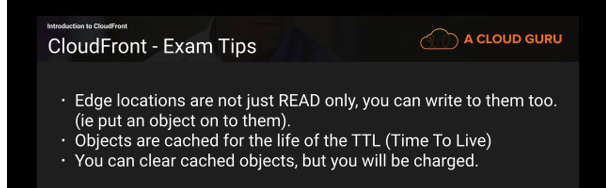 Introduction to CloudFront
CloudFront - Exam Tips
A CLOUD GURU
· Edge locations are not just READ only, you can write to them too.
(ie put an object on to them).
· Objects are cached for the life of the TTL (Time To Live)
· You can clear cached objects, but you will be charged.